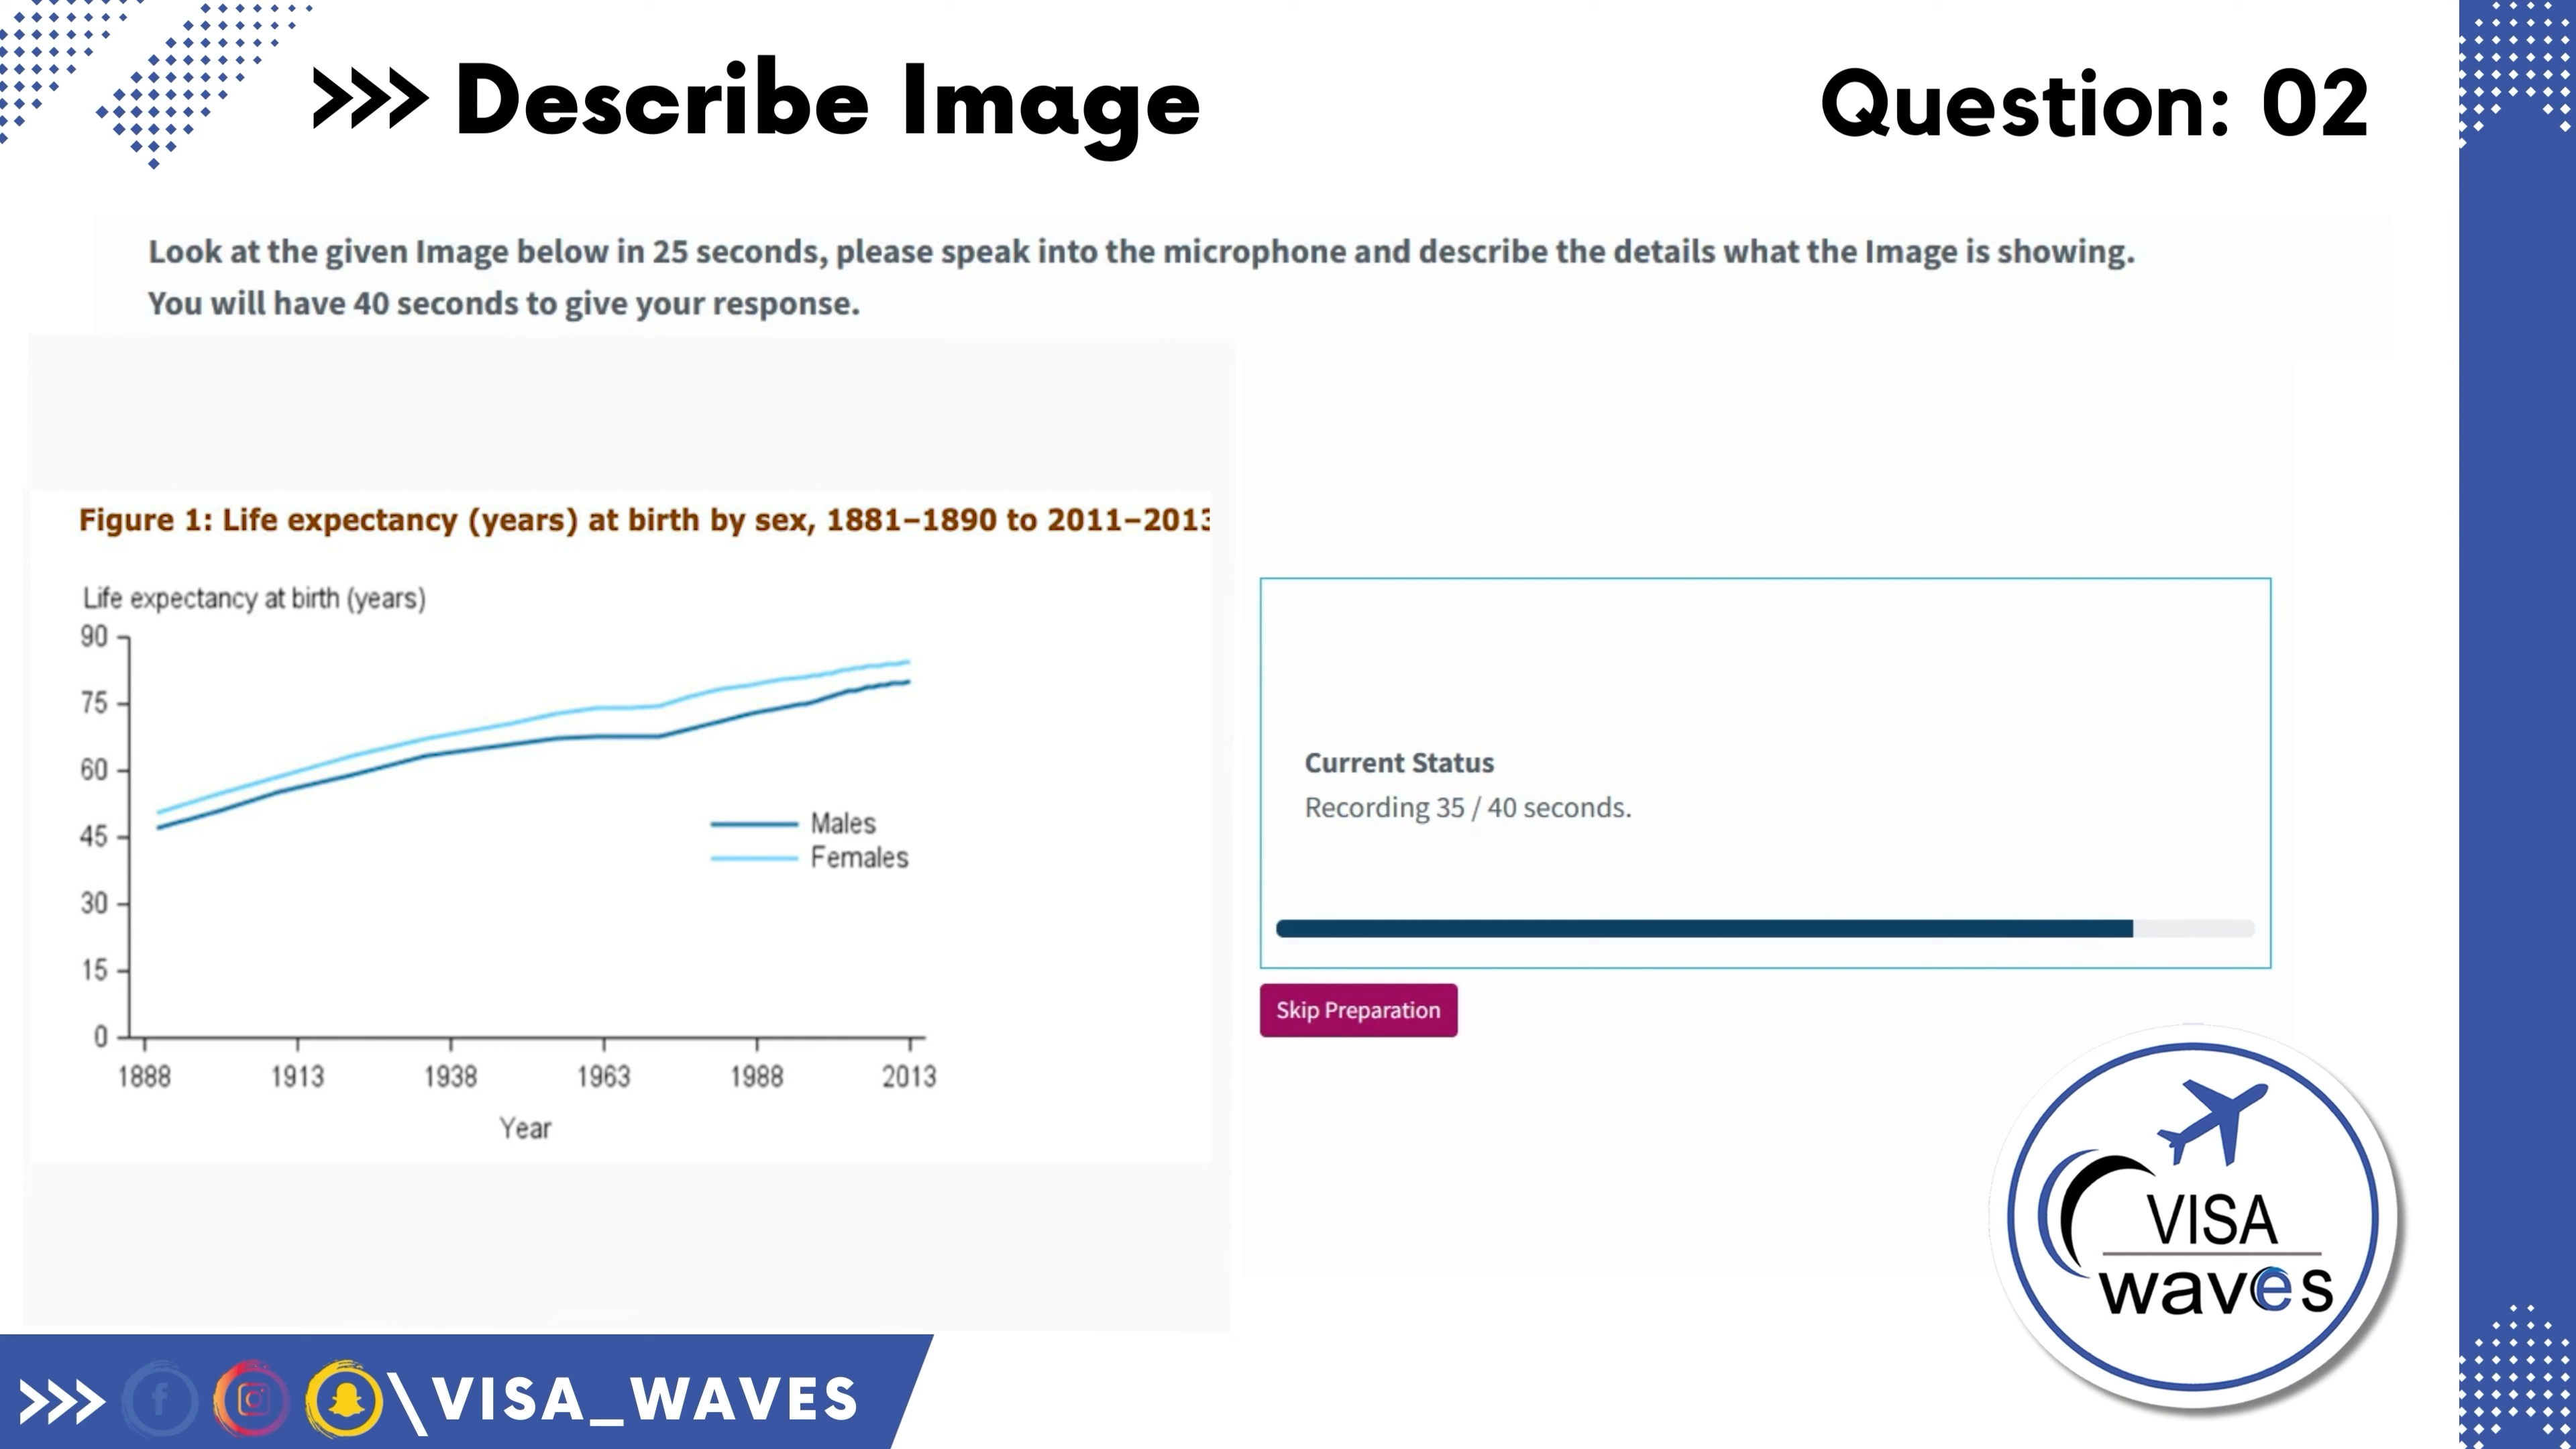 >>> Describe Image
Question: 02
Look at the given Image below in 25 seconds, please speak into the microphone and describe the details what the Image is showing.
You will have 40 seconds to give your response.
Figure 1: Life expectancy (years) at birth by sex, 1881–1890 to 2011–2013
Life expectancy at birth (years)
90
75
60
45
30
15
0
Males
Females
1888 1913 1938 1963 1988 2013
Year
Current Status
Recording 35 / 40 seconds.
Skip Preparation
VISA
waves
>>> f \VISA_WAVES